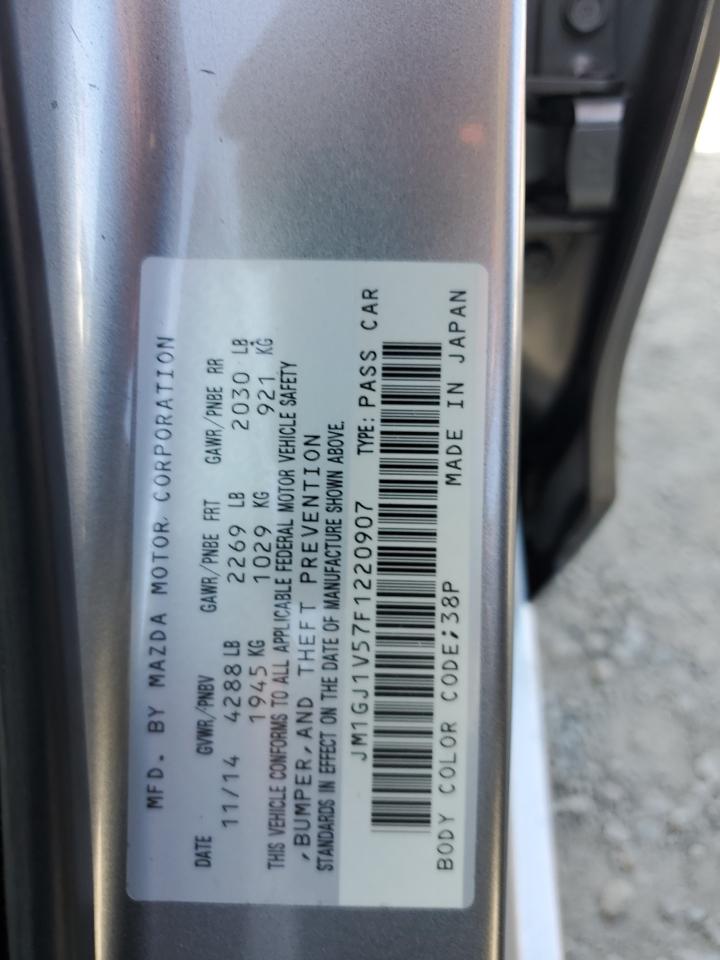 MFD. BY MAZDA MOTOR CORPORATION
DATE GVWR/PNBV GAWR/PNBE FRT GAWR/PNBE RR
11/14 4288 LB 2269 LB 2030 LB
1945 KG 1029 KG 921 KG
THIS VEHICLE CONFORMS TO ALL APPLICABLE FEDERAL MOTOR VEHICLE SAFETY
,BUMPER,AND THEFT PREVENTION
STANDARDS IN EFFECT ON THE DATE OF MANUFACTURE SHOWN ABOVE.
JM1GJ1V57F1220907 TYPE: PASS CAR
BODY COLOR CODE;38P MADE IN JAPAN